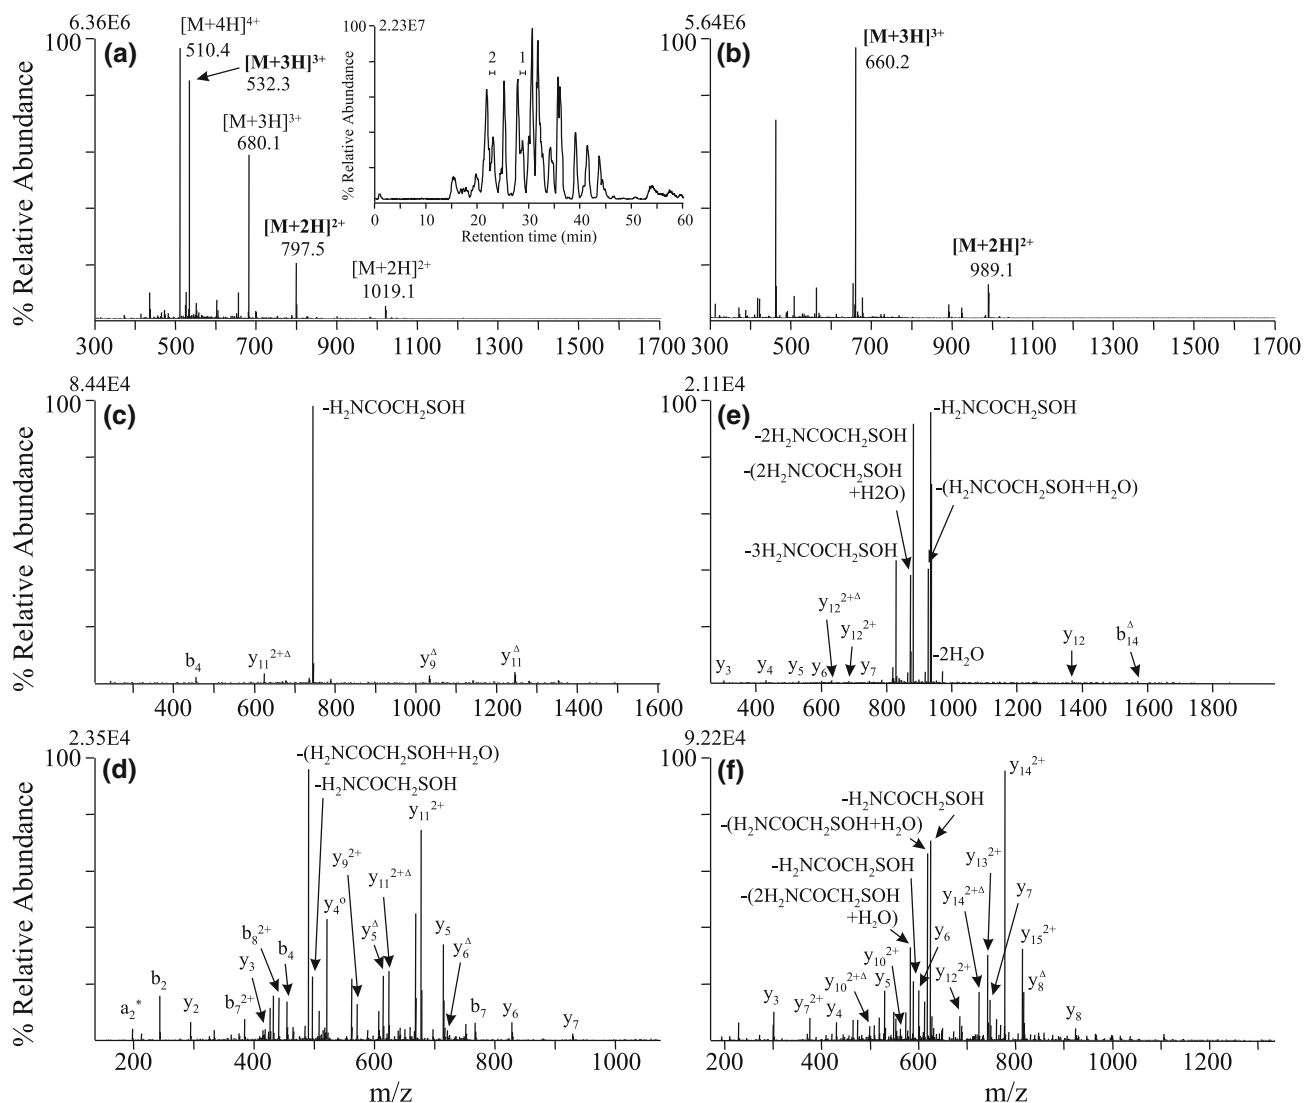 6.36E6
100
(a)
[M+4H]⁴⁺
510.4
[M+3H]³⁺
532.3
[M+3H]³⁺
680.1
[M+2H]²⁺
797.5
[M+2H]²⁺
1019.1
% Relative Abundance
300 500 700 900 1100 1300 1500 1700
100
2.23E7
2 1
% Relative Abundance
0 10 20 30 40 50 60
Retention time (min)
5.64E6
100
(b)
[M+3H]³⁺
660.2
[M+2H]²⁺
989.1
300 500 700 900 1100 1300 1500 1700
8.44E4
100
(c)
-H₂NCOCH₂SOH
b₄
y₁₁²⁺Δ
y₉Δ
y₁₁Δ
% Relative Abundance
400 600 800 1000 1200 1400 1600
2.11E4
100
(e)
-H₂NCOCH₂SOH
-2H₂NCOCH₂SOH
-(2H₂NCOCH₂SOH
+H2O)
-(H₂NCOCH₂SOH+H₂O)
-3H₂NCOCH₂SOH
y₁₂²⁺Δ
y₁₂²⁺
y₃ y₄ y₅ y₆ y₇
-2H₂O
y₁₂
b₁₄Δ
400 600 800 1000 1200 1400 1600 1800
2.35E4
100
(d)
-(H₂NCOCH₂SOH+H₂O)
-H₂NCOCH₂SOH
y₁₁²⁺
y₉²⁺
y₁₁²⁺Δ
y₄o
y₅Δ
y₅
y₆Δ
b₈²⁺
b₄
y₃
b₂
a₂*
y₂
b₇²⁺
b₇
y₆
y₇
% Relative Abundance
200 400 600 800 1000
m/z
9.22E4
100
(f)
y₁₄²⁺
-H₂NCOCH₂SOH
-(H₂NCOCH₂SOH+H₂O)
-H₂NCOCH₂SOH
-(2H₂NCOCH₂SOH
+H₂O)
y₁₃²⁺
y₁₄²⁺Δ
y₇
y₆
y₁₀²⁺
y₁₀²⁺Δ
y₅
y₁₂²⁺
y₁₅²⁺
y₈Δ
y₃
y₇²⁺
y₄
y₈
200 400 600 800 1000 1200
m/z